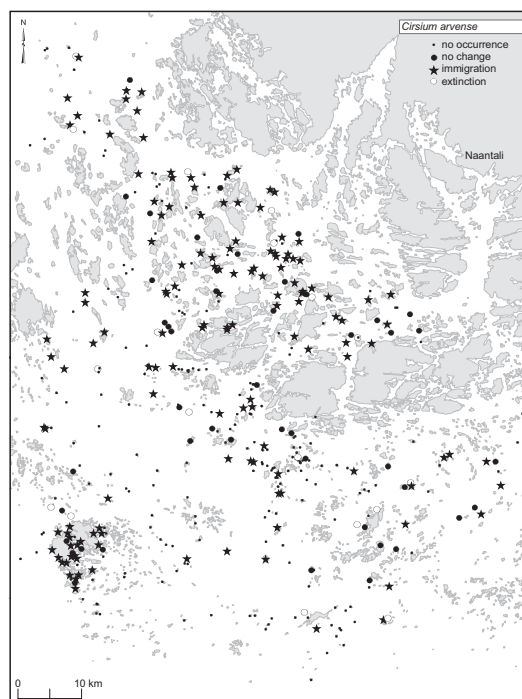 N
Cirsium arvense
no occurrence
no change
immigration
extinction
Naantali
0 10 km